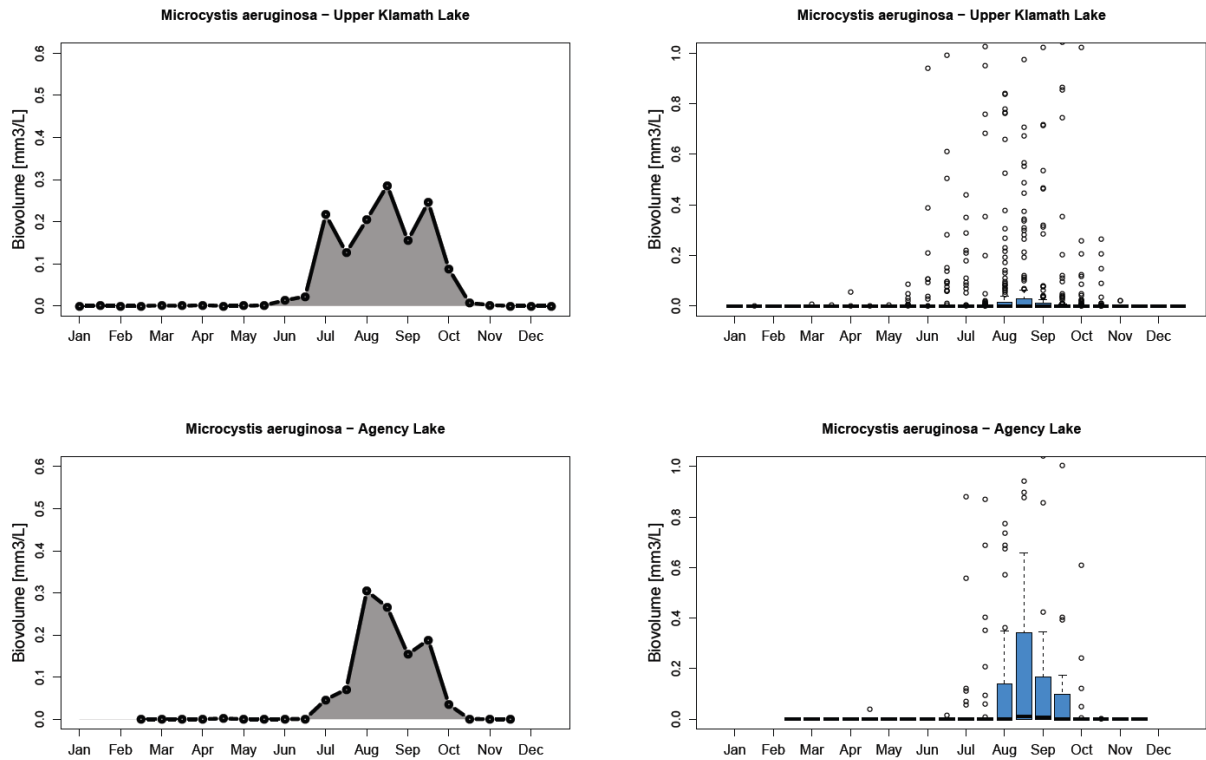 Microcystis aeruginosa − Upper Klamath Lake
Biovolume [mm3/L]
0.6
0.5
0.4
0.3
0.2
0.1
0.0
Jan Feb Mar Apr May Jun Jul Aug Sep Oct Nov Dec
Microcystis aeruginosa − Upper Klamath Lake
Biovolume [mm3/L]
1.0
0.8
0.6
0.4
0.2
0.0
Jan Feb Mar Apr May Jun Jul Aug Sep Oct Nov Dec
Microcystis aeruginosa − Agency Lake
Biovolume [mm3/L]
0.6
0.5
0.4
0.3
0.2
0.1
0.0
Jan Feb Mar Apr May Jun Jul Aug Sep Oct Nov Dec
Microcystis aeruginosa − Agency Lake
Biovolume [mm3/L]
1.0
0.8
0.6
0.4
0.2
0.0
Jan Feb Mar Apr May Jun Jul Aug Sep Oct Nov Dec